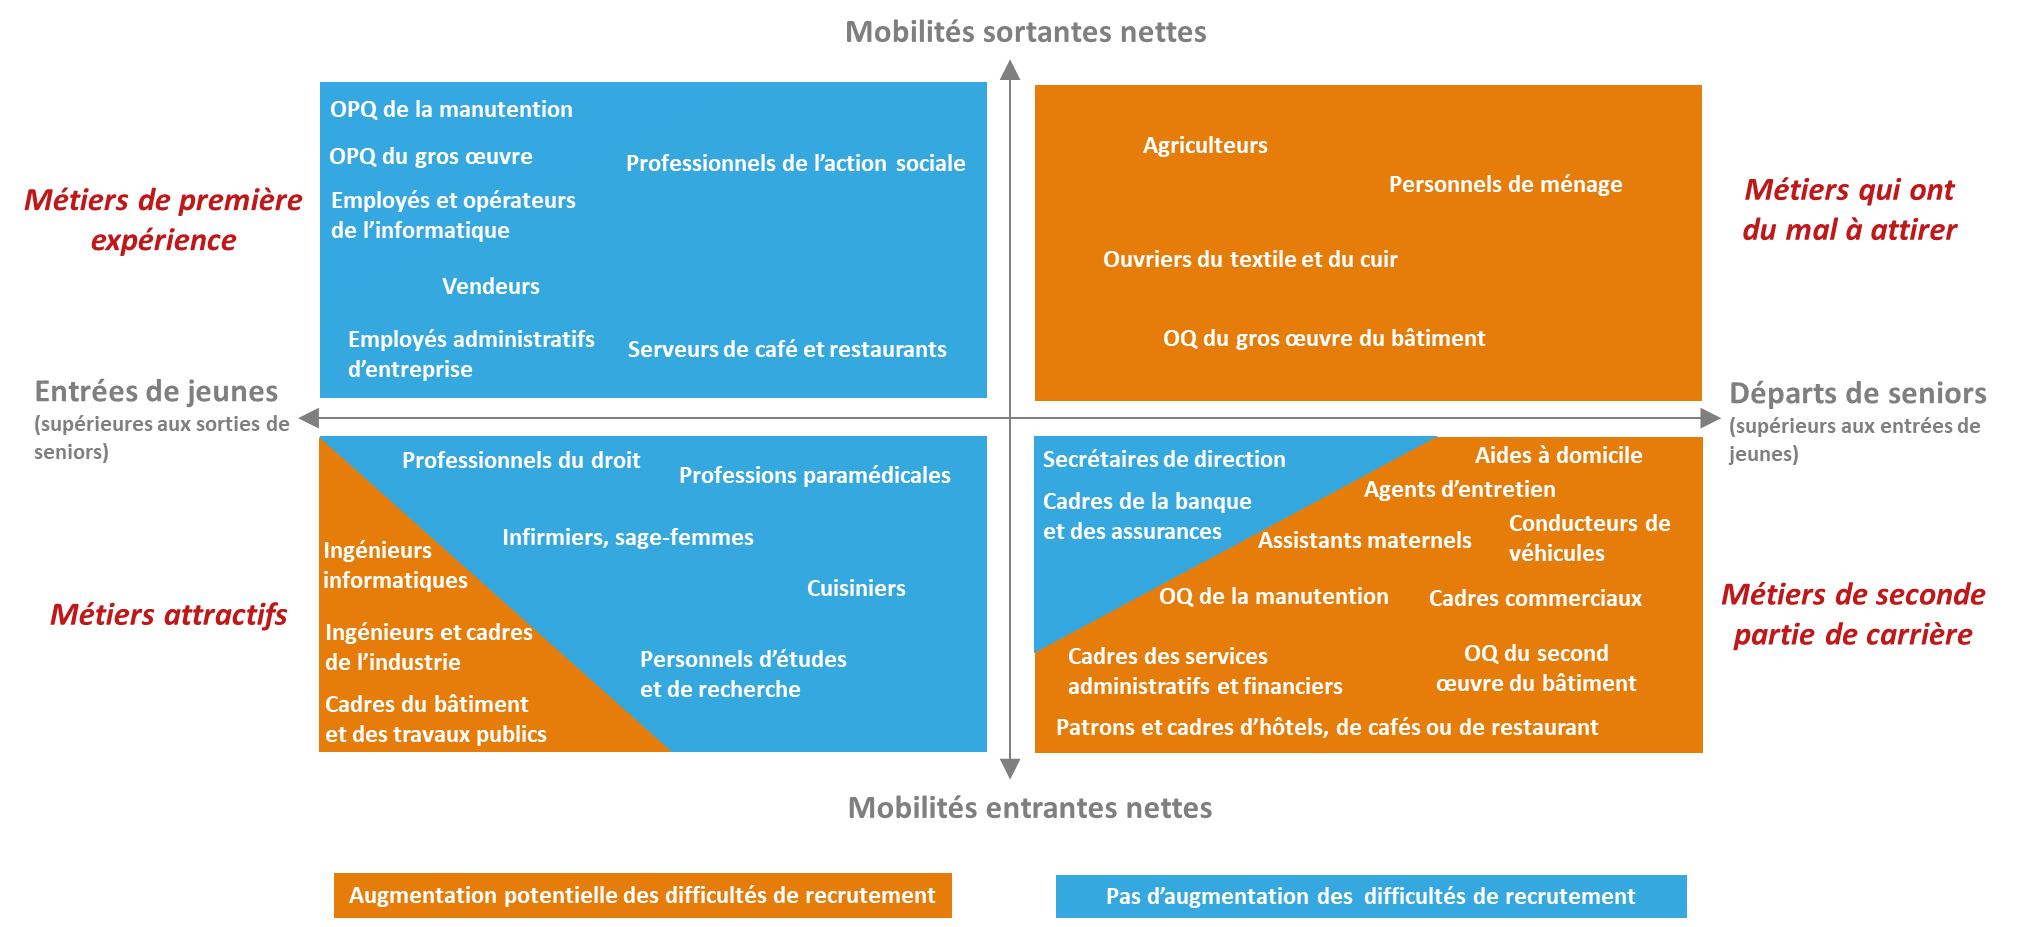 Mobilités sortantes nettes
OPQ de la manutention
OPQ du gros œuvre
Professionnels de l'action sociale
Employés et opérateurs
de l'informatique
Vendeurs
Employés administratifs
d'entreprise
Serveurs de café et restaurants
Métiers de première
expérience
Agriculteurs
Personnels de ménage
Ouvriers du textile et du cuir
OQ du gros œuvre du bâtiment
Métiers qui ont
du mal à attirer
Entrées de jeunes
(supérieures aux sorties de
seniors)
Départs de seniors
(supérieurs aux entrées de
jeunes)
Professionnels du droit
Professions paramédicales
Infirmiers, sage-femmes
Cuisiniers
Personnels d'études
et de recherche
Ingénieurs
informatiques
Ingénieurs et cadres
de l'industrie
Cadres du bâtiment
et des travaux publics
Métiers attractifs
Secrétaires de direction
Cadres de la banque
et des assurances
Aides à domicile
Agents d'entretien
Conducteurs de
véhicules
Assistants maternels
OQ de la manutention
Cadres commerciaux
Cadres des services
administratifs et financiers
OQ du second
œuvre du bâtiment
Patrons et cadres d'hôtels, de cafés ou de restaurant
Métiers de seconde
partie de carrière
Mobilités entrantes nettes
Augmentation potentielle des difficultés de recrutement
Pas d'augmentation des difficultés de recrutement